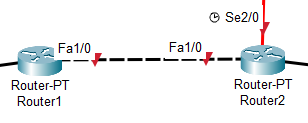 Se2/0
Fa1/0
Fa1/0
Router-PT
Router1
Router-PT
Router2